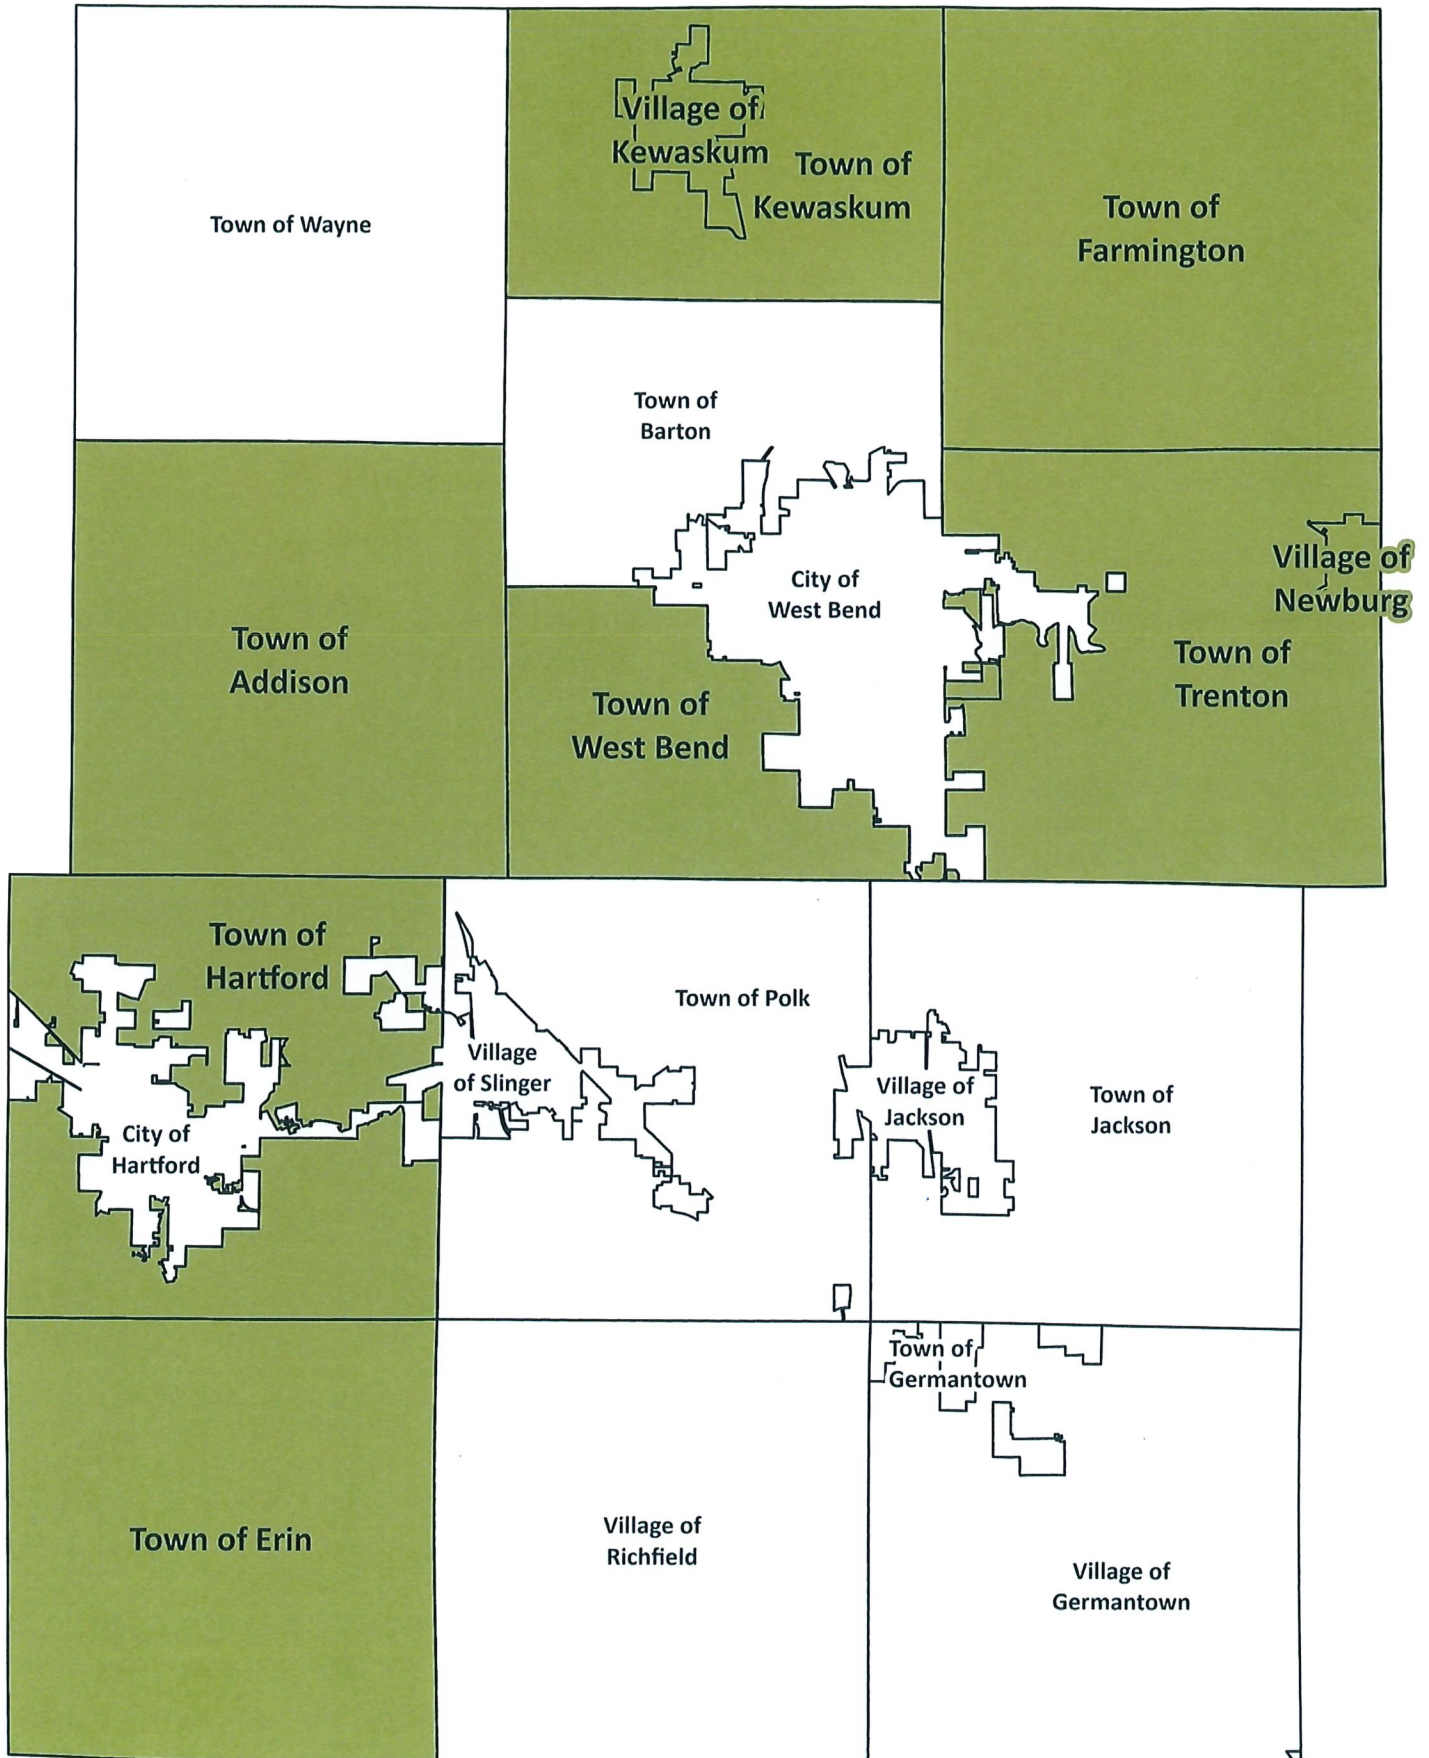 Village of
Kewaskum
Town of
Kewaskum
Town of
Farmington
Town of Wayne
Town of
Barton
Village of
Newburg
City of
West Bend
Town of
Addison
Town of
West Bend
Town of
Trenton
Town of
Hartford
Town of Polk
Village
of Slinger
Village of
Jackson
Town of
Jackson
City of
Hartford
Town of
Germantown
Town of Erin
Village of
Richfield
Village of
Germantown